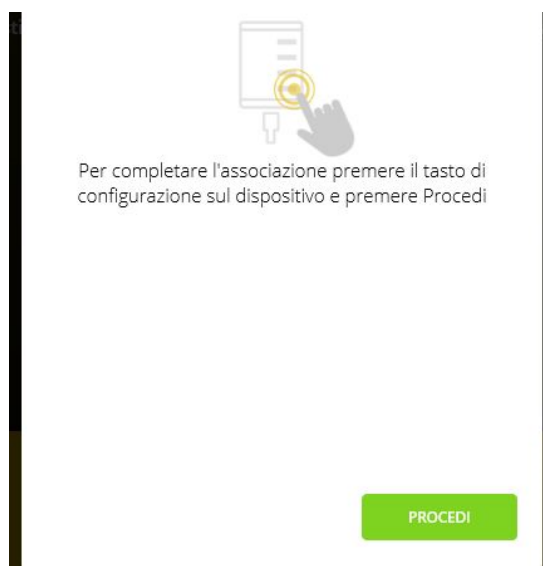 Per completare l'associazione premere il tasto di
configurazione sul dispositivo e premere Procedi
PROCEDI